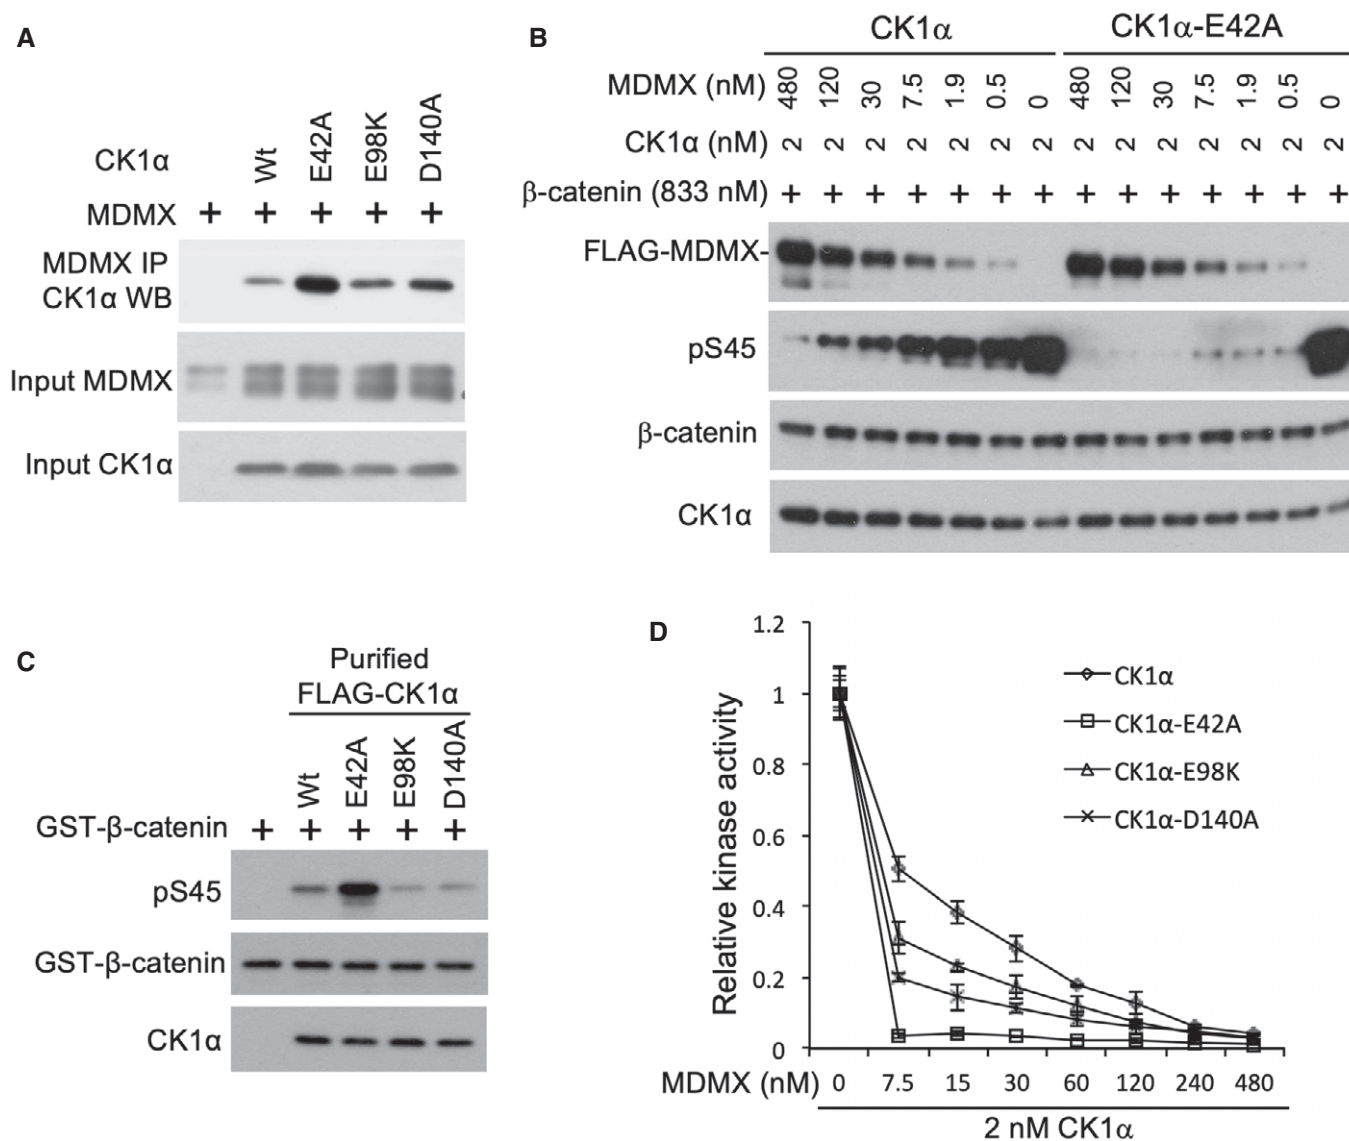 A
CK1α
Wt
E42A
E98K
D140A
MDMX + + + + +
MDMX IP
CK1α WB
Input MDMX
Input CK1α
B
CK1α CK1α-E42A
MDMX (nM) 480 120 30 7.5 1.9 0.5 0 480 120 30 7.5 1.9 0.5 0
CK1α (nM) 2 2 2 2 2 2 2 2 2 2 2 2 2 2
β-catenin (833 nM) + + + + + + + + + + + + + +
FLAG-MDMX-
pS45
β-catenin
CK1α
C
Purified
FLAG-CK1α
Wt
E42A
E98K
D140A
GST-β-catenin + + + + +
pS45
GST-β-catenin
CK1α
D
Relative kinase activity
1.2
1
0.8
0.6
0.4
0.2
0
CK1α
CK1α-E42A
CK1α-E98K
CK1α-D140A
MDMX (nM) 0 7.5 15 30 60 120 240 480
2 nM CK1α